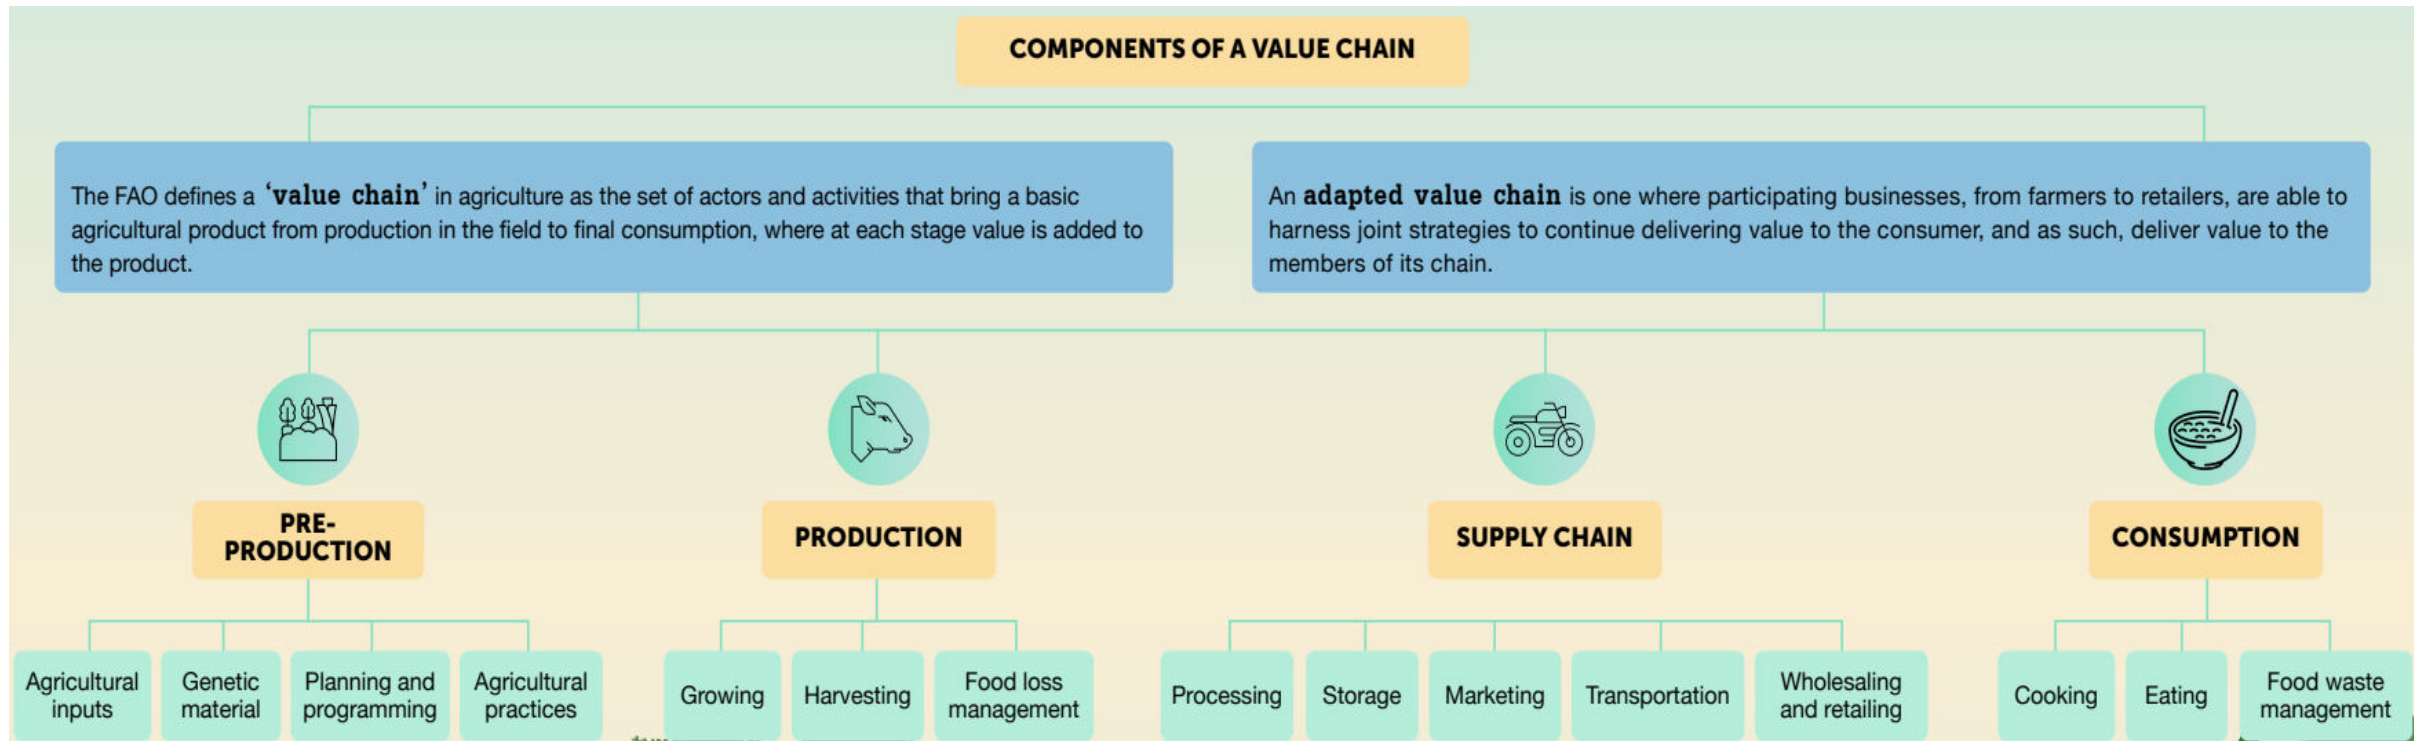 COMPONENTS OF A VALUE CHAIN
The FAO defines a ‘value chain’ in agriculture as the set of actors and activities that bring a basic
agricultural product from production in the field to final consumption, where at each stage value is added to
the product.
An adapted value chain is one where participating businesses, from farmers to retailers, are able to
harness joint strategies to continue delivering value to the consumer, and as such, deliver value to the
members of its chain.
PRE-
PRODUCTION
PRODUCTION
SUPPLY CHAIN
CONSUMPTION
Agricultural
inputs
Genetic
material
Planning and
programming
Agricultural
practices
Growing
Harvesting
Food loss
management
Processing
Storage
Marketing
Transportation
Wholesaling
and retailing
Cooking
Eating
Food waste
management